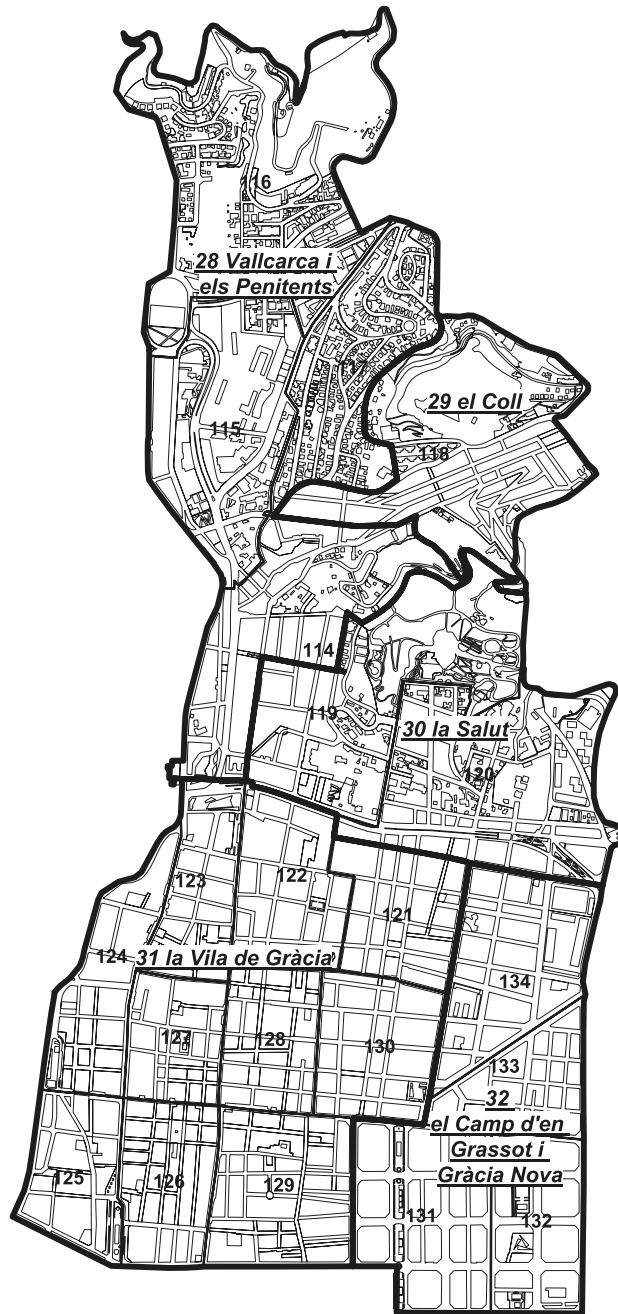 116
28 Vallcarca i
els Penitents
117
29 el Coll
115
118
114
119
30 la Salut
120
122
123
121
124
31 la Vila de Gràcia
134
127
128
130
133
32
el Camp d'en
Grassot i
Gràcia Nova
125
126
129
131
132